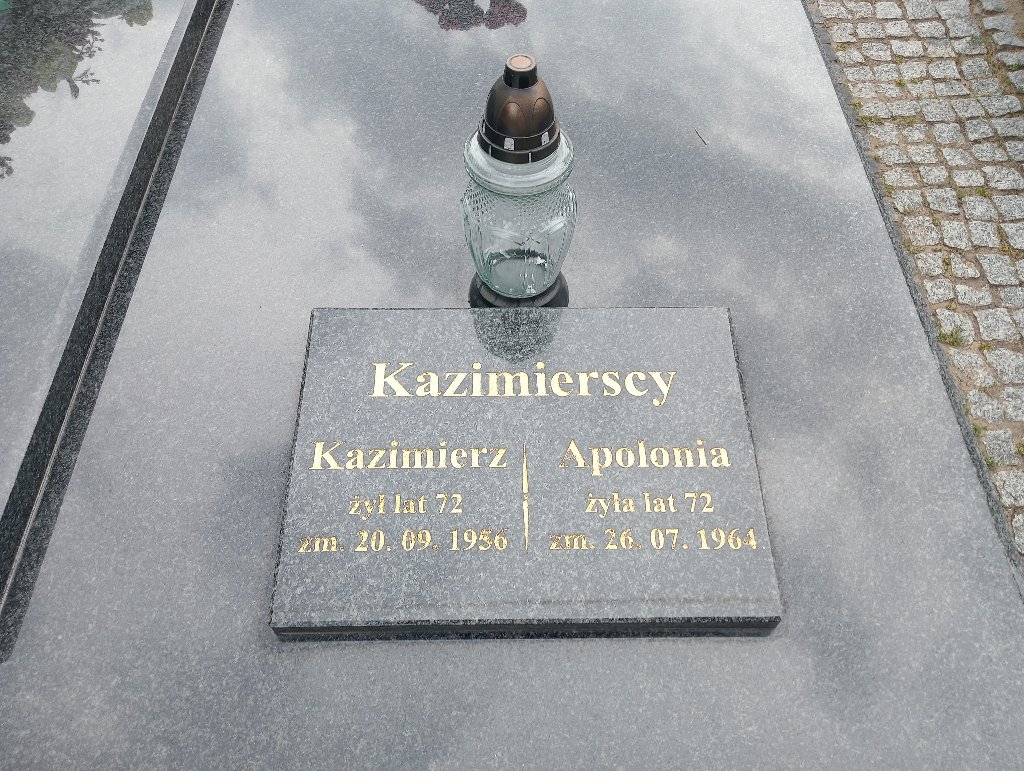 Kazimierscy
Kazimierz Apolonia
żył lat 72 żyła lat 72
zm. 20. 09. 1956 zm. 26. 07. 1964